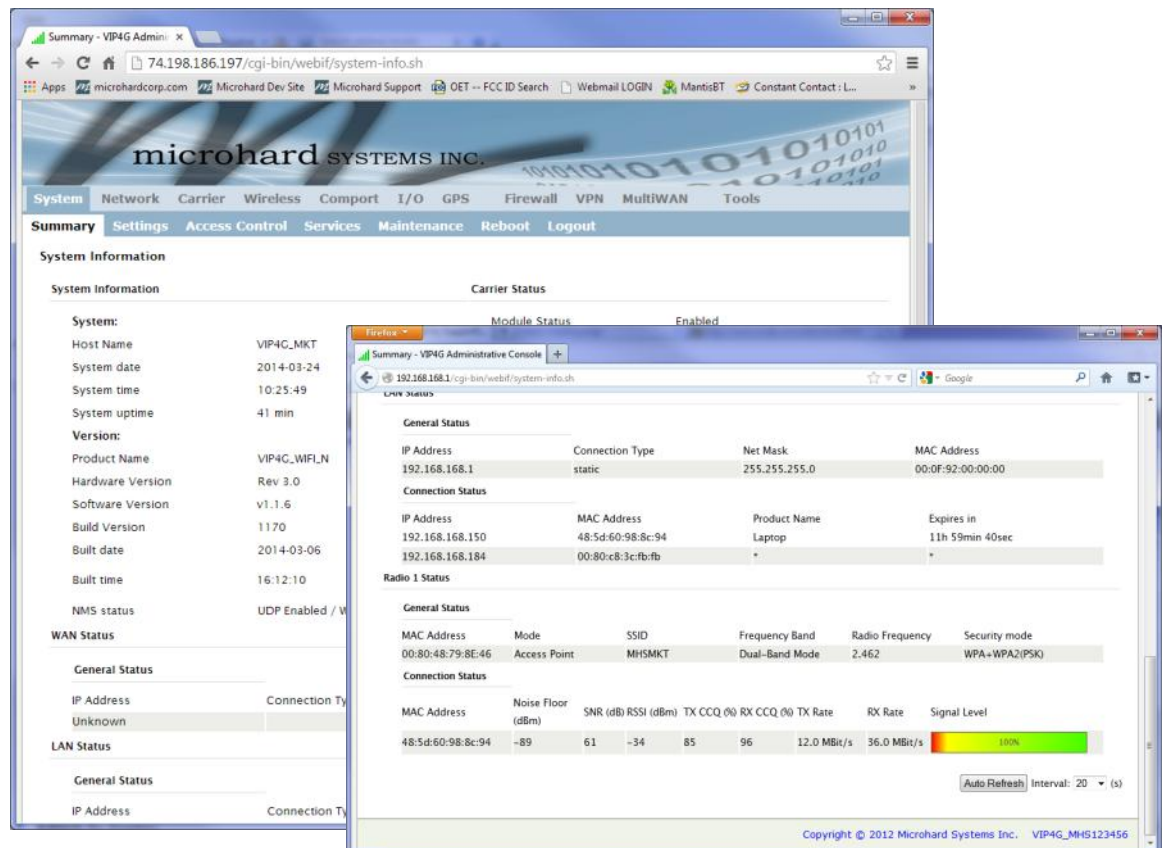 Summary - VIP4G Admini ×
74.198.186.197/cgi-bin/webif/system-info.sh
Apps microhardcorp.com Microhard Dev Site Microhard Support OET -- FCC ID Search Webmail LOGIN MantisBT Constant Contact : L... »
microhard SYSTEMS INC.
System Network Carrier Wireless Comport I/O GPS Firewall VPN MultiWAN Tools
Summary Settings Access Control Services Maintenance Reboot Logout
System Information
System Information Carrier Status
System: Module Status Enabled
Host Name VIP4G_MKT
System date 2014-03-24
System time 10:25:49
System uptime 41 min
Version:
Product Name VIP4G_WIFI_N
Hardware Version Rev 3.0
Software Version v1.1.6
Build Version 1170
Built date 2014-03-06
Built time 16:12:10
NMS status UDP Enabled /
WAN Status
General Status
IP Address Connection Ty
Unknown
LAN Status
General Status
IP Address Connection Ty
Firefox
Summary - VIP4G Administrative Console +
192.168.168.1/cgi-bin/webif/system-info.sh Google
LAN Status
General Status
IP Address Connection Type Net Mask MAC Address
192.168.168.1 static 255.255.255.0 00:0F:92:00:00:00
Connection Status
IP Address MAC Address Product Name Expires in
192.168.168.150 48:5d:60:98:8c:94 Laptop 11h 59min 40sec
192.168.168.184 00:80:c8:3c:fb:fb * *
Radio 1 Status
General Status
MAC Address Mode SSID Frequency Band Radio Frequency Security mode
00:80:48:79:8E:46 Access Point MHSMKT Dual-Band Mode 2.462 WPA+WPA2(PSK)
Connection Status
MAC Address Noise Floor (dBm) SNR (dB) RSSI (dBm) TX CCQ (%) RX CCQ (%) TX Rate RX Rate Signal Level
48:5d:60:98:8c:94 -89 61 -34 85 96 12.0 MBit/s 36.0 MBit/s 100%
Auto Refresh Interval: 20 (s)
Copyright © 2012 Microhard Systems Inc. VIP4G_MHS123456